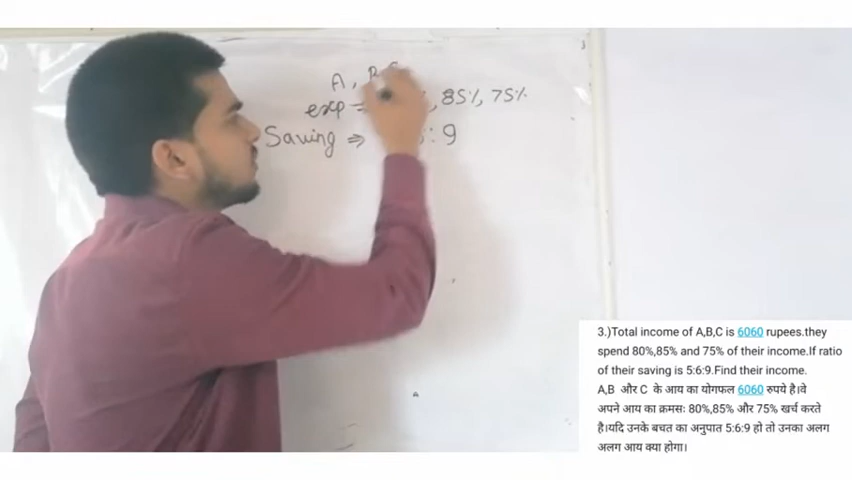 A, B
exp = 85%, 75%
Saving ⇒ : 9
3.)Total income of A,B,C is 6060 rupees.they
spend 80%,85% and 75% of their income.If ratio
of their saving is 5:6:9.Find their income.
A,B और C के आय का योगफल 6060 रुपये है।वे
अपने आय का क्रमसः 80%,85% और 75% खर्च करते
है।यदि उनके बचत का अनुपात 5:6:9 हो तो उनका अलग
अलग आय क्या होगा।